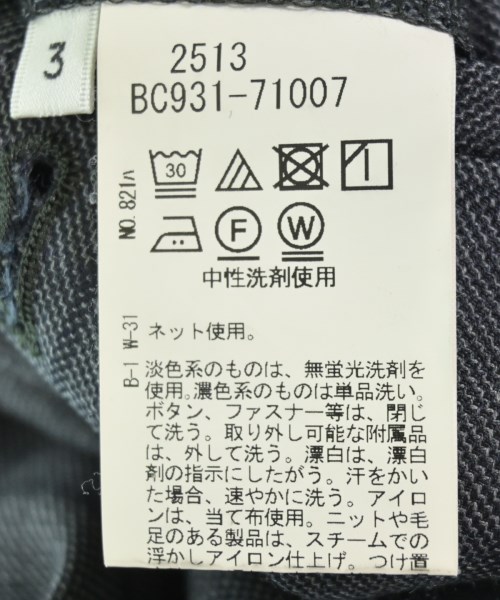 3
2513
BC931-71007
30
F
W
中性洗剤使用
NO.821ハ
B-1 W-31
ネット使用。
淡色系のものは、無蛍光洗剤を
使用。濃色系のものは単品洗い。
ボタン、ファスナー等は、閉じ
て洗う。取り外し可能な附属品
は、外して洗う。漂白は、漂白
剤の指示にしたがう。汗をかい
た場合、速やかに洗う。アイロ
ンは、当て布使用。ニットや毛
足のある製品は、スチームでの
浮かしアイロン仕上げ。つけ置